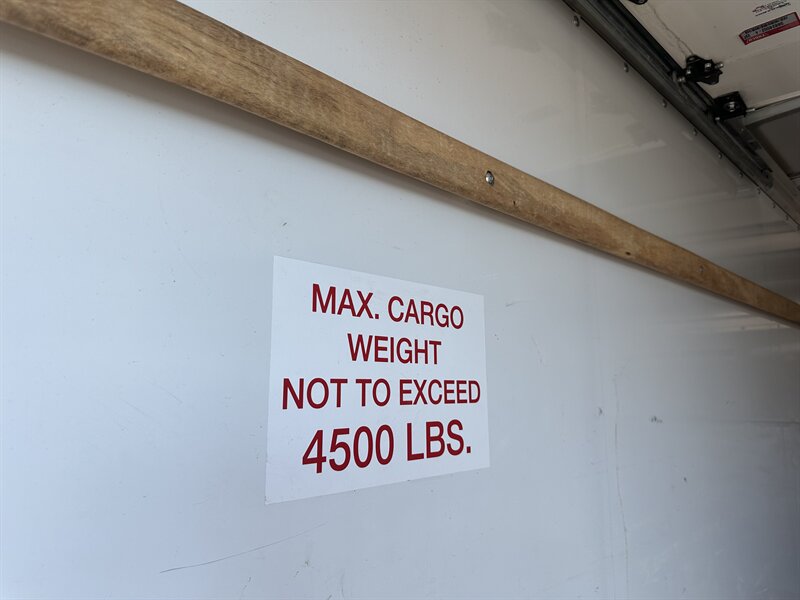 MAX. CARGO
WEIGHT
NOT TO EXCEED
4500 LBS.